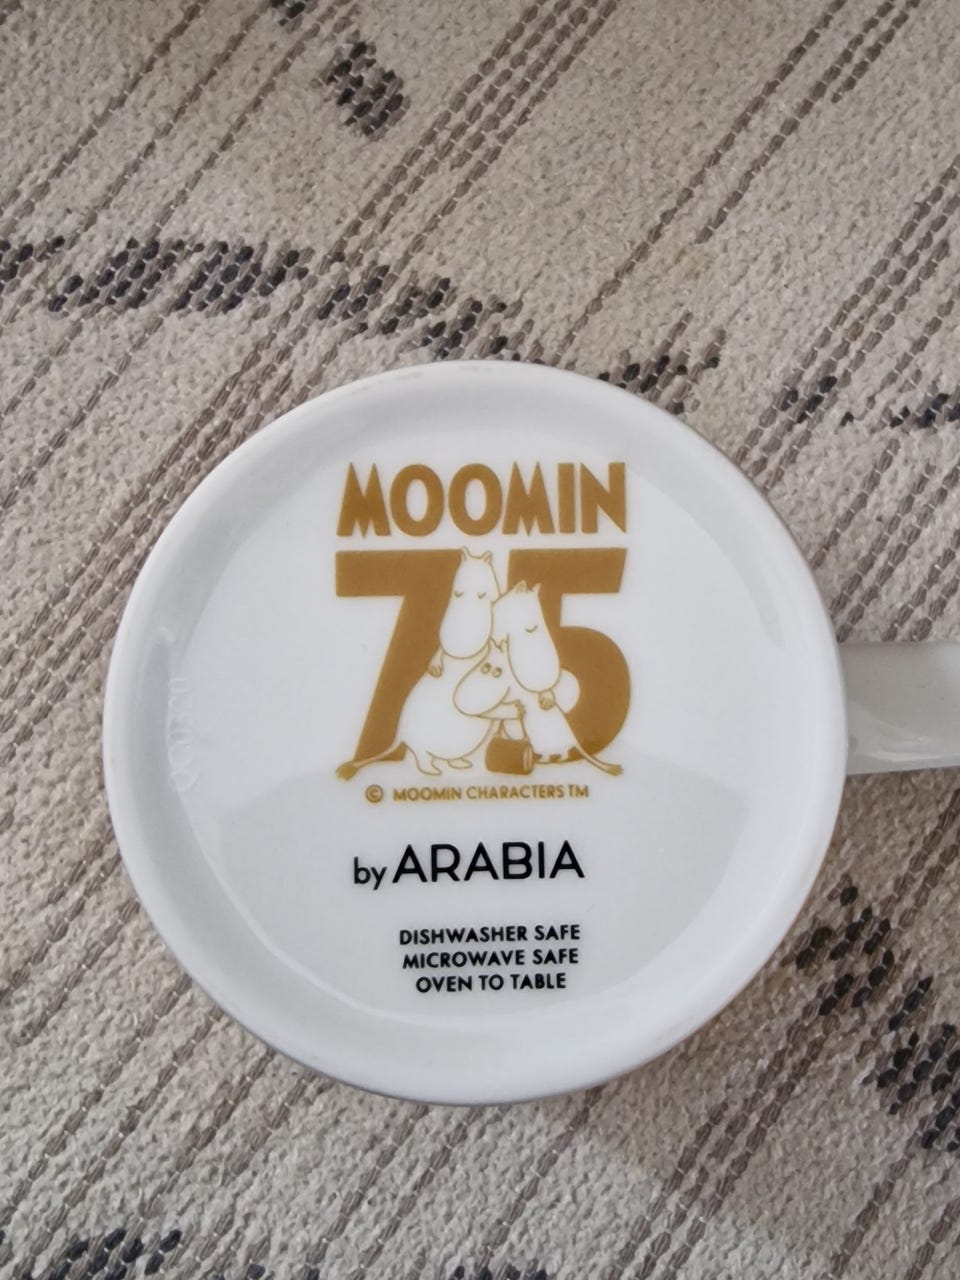 MOOMIN
75
© MOOMIN CHARACTERS TM
by ARABIA
DISHWASHER SAFE
MICROWAVE SAFE
OVEN TO TABLE